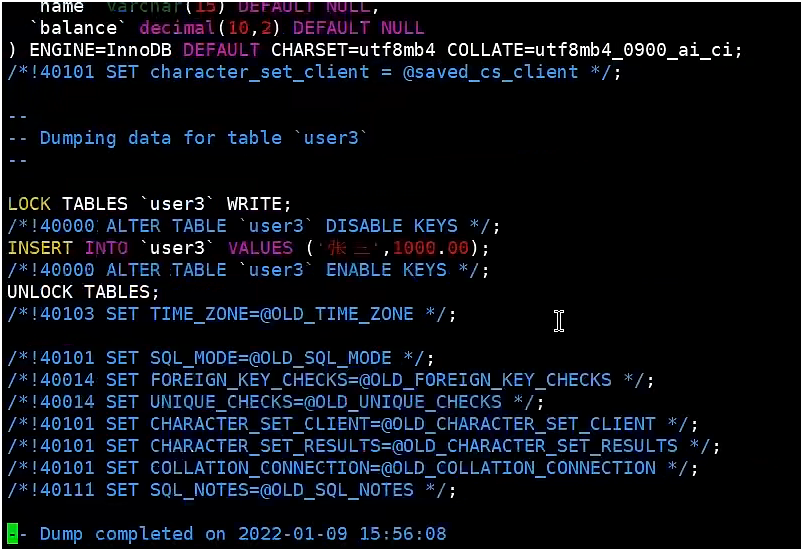 `name` varchar(15) DEFAULT NULL,
`balance` decimal(10,2) DEFAULT NULL
) ENGINE=InnoDB DEFAULT CHARSET=utf8mb4 COLLATE=utf8mb4_0900_ai_ci;
/*!40101 SET character_set_client = @saved_cs_client */;
--
-- Dumping data for table `user3`
--
LOCK TABLES `user3` WRITE;
/*!40000 ALTER TABLE `user3` DISABLE KEYS */;
INSERT INTO `user3` VALUES ('张三',1000.00);
/*!40000 ALTER TABLE `user3` ENABLE KEYS */;
UNLOCK TABLES;
/*!40103 SET TIME_ZONE=@OLD_TIME_ZONE */;
/*!40101 SET SQL_MODE=@OLD_SQL_MODE */;
/*!40014 SET FOREIGN_KEY_CHECKS=@OLD_FOREIGN_KEY_CHECKS */;
/*!40014 SET UNIQUE_CHECKS=@OLD_UNIQUE_CHECKS */;
/*!40101 SET CHARACTER_SET_CLIENT=@OLD_CHARACTER_SET_CLIENT */;
/*!40101 SET CHARACTER_SET_RESULTS=@OLD_CHARACTER_SET_RESULTS */;
/*!40101 SET COLLATION_CONNECTION=@OLD_COLLATION_CONNECTION */;
/*!40111 SET SQL_NOTES=@OLD_SQL_NOTES */;
-- Dump completed on 2022-01-09 15:56:08